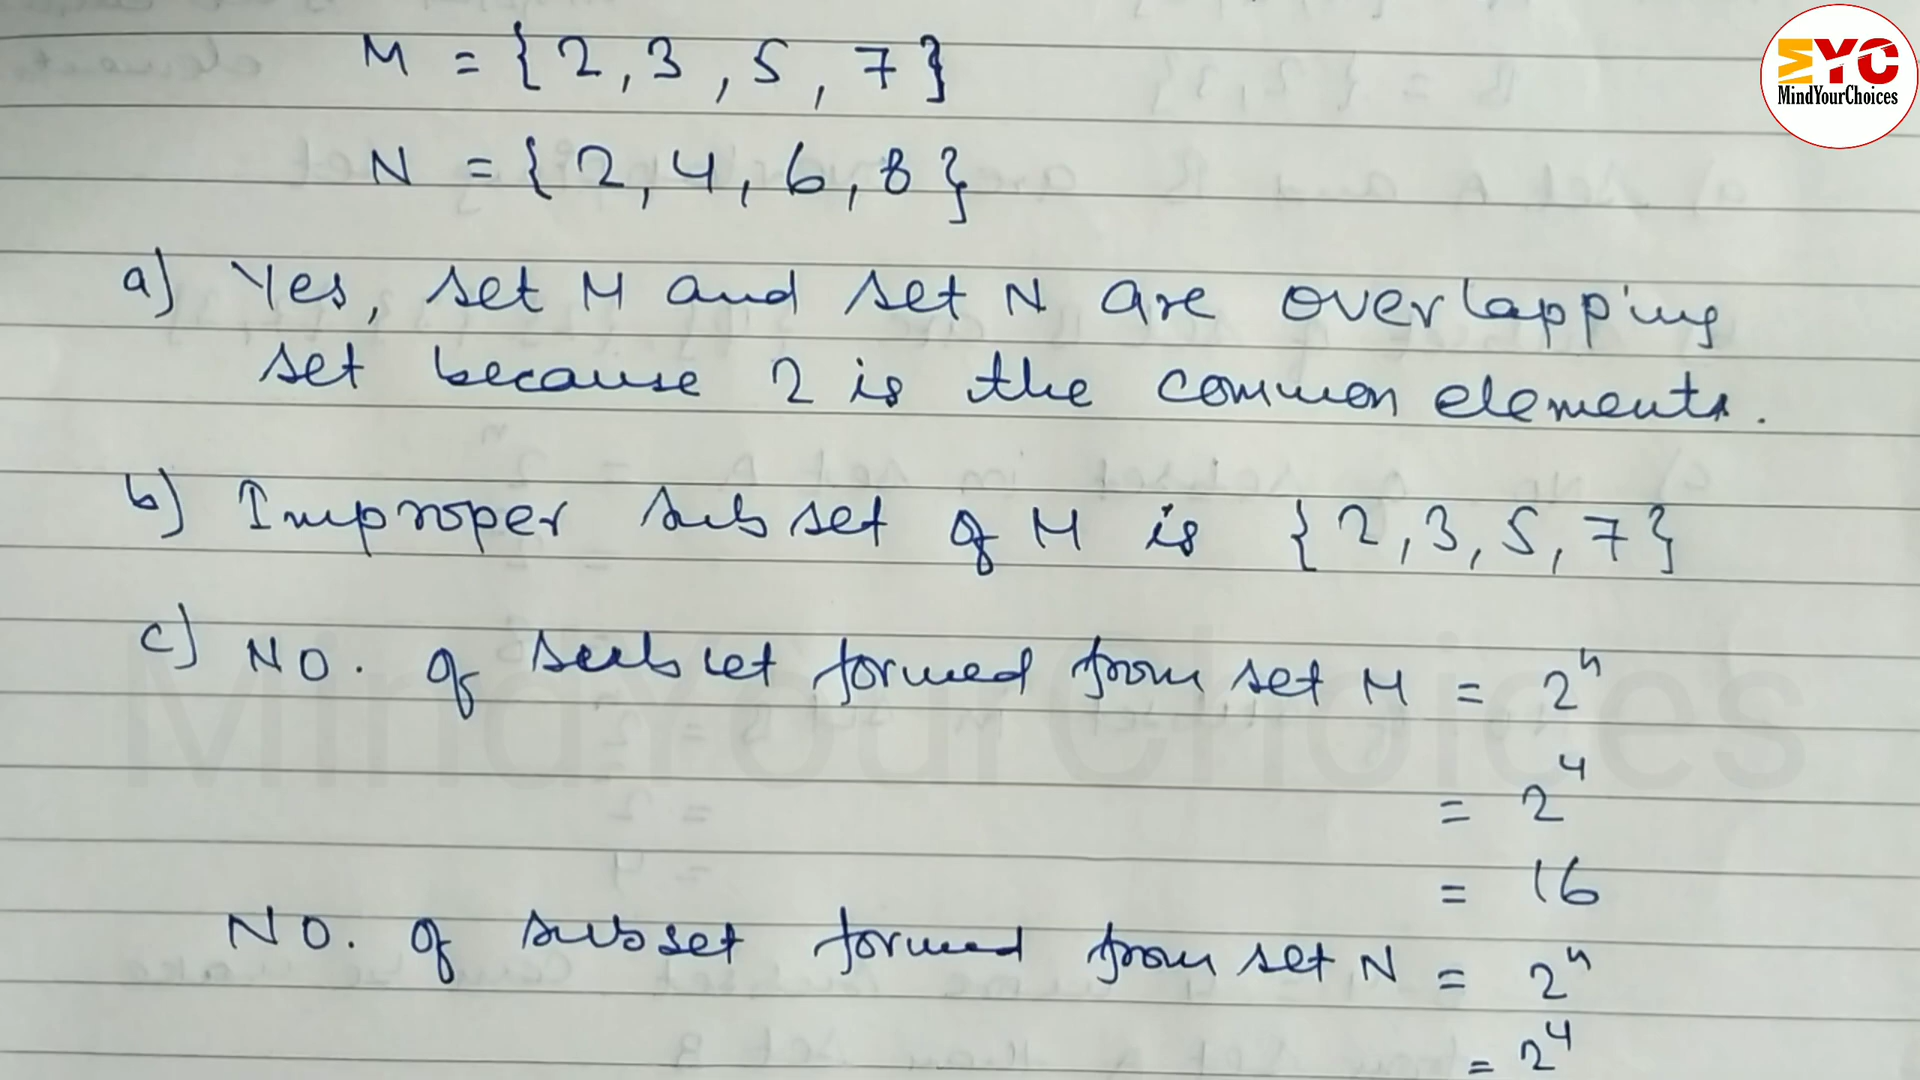 MYC
MindYourChoices
M = {2, 3, 5, 7}
N = {2, 4, 6, 8}
a) Yes, set M and set N are overlapping
set because 2 is the common elements.
b) Improper subset of M is {2, 3, 5, 7}
c) NO. of subset formed from set M = 2ⁿ
= 2⁴
= 16
NO. of subset formed from set N = 2ⁿ
= 2⁴
MindYourChoices